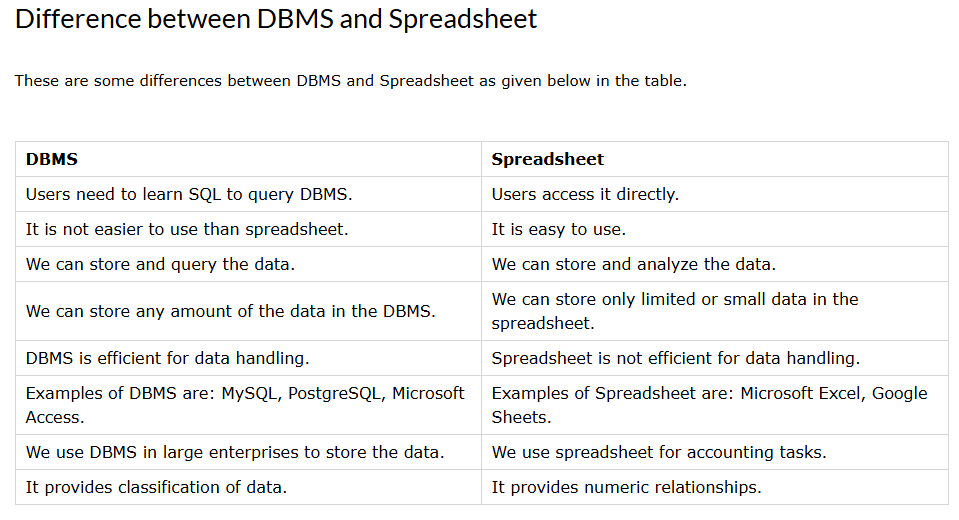 Difference between DBMS and Spreadsheet
These are some differences between DBMS and Spreadsheet as given below in the table.
DBMS
Spreadsheet
Users need to learn SQL to query DBMS.
Users access it directly.
It is not easier to use than spreadsheet.
It is easy to use.
We can store and query the data.
We can store and analyze the data.
We can store any amount of the data in the DBMS.
We can store only limited or small data in the
spreadsheet.
DBMS is efficient for data handling.
Spreadsheet is not efficient for data handling.
Examples of DBMS are: MySQL, PostgreSQL, Microsoft
Access.
Examples of Spreadsheet are: Microsoft Excel, Google
Sheets.
We use DBMS in large enterprises to store the data.
We use spreadsheet for accounting tasks.
It provides classification of data.
It provides numeric relationships.